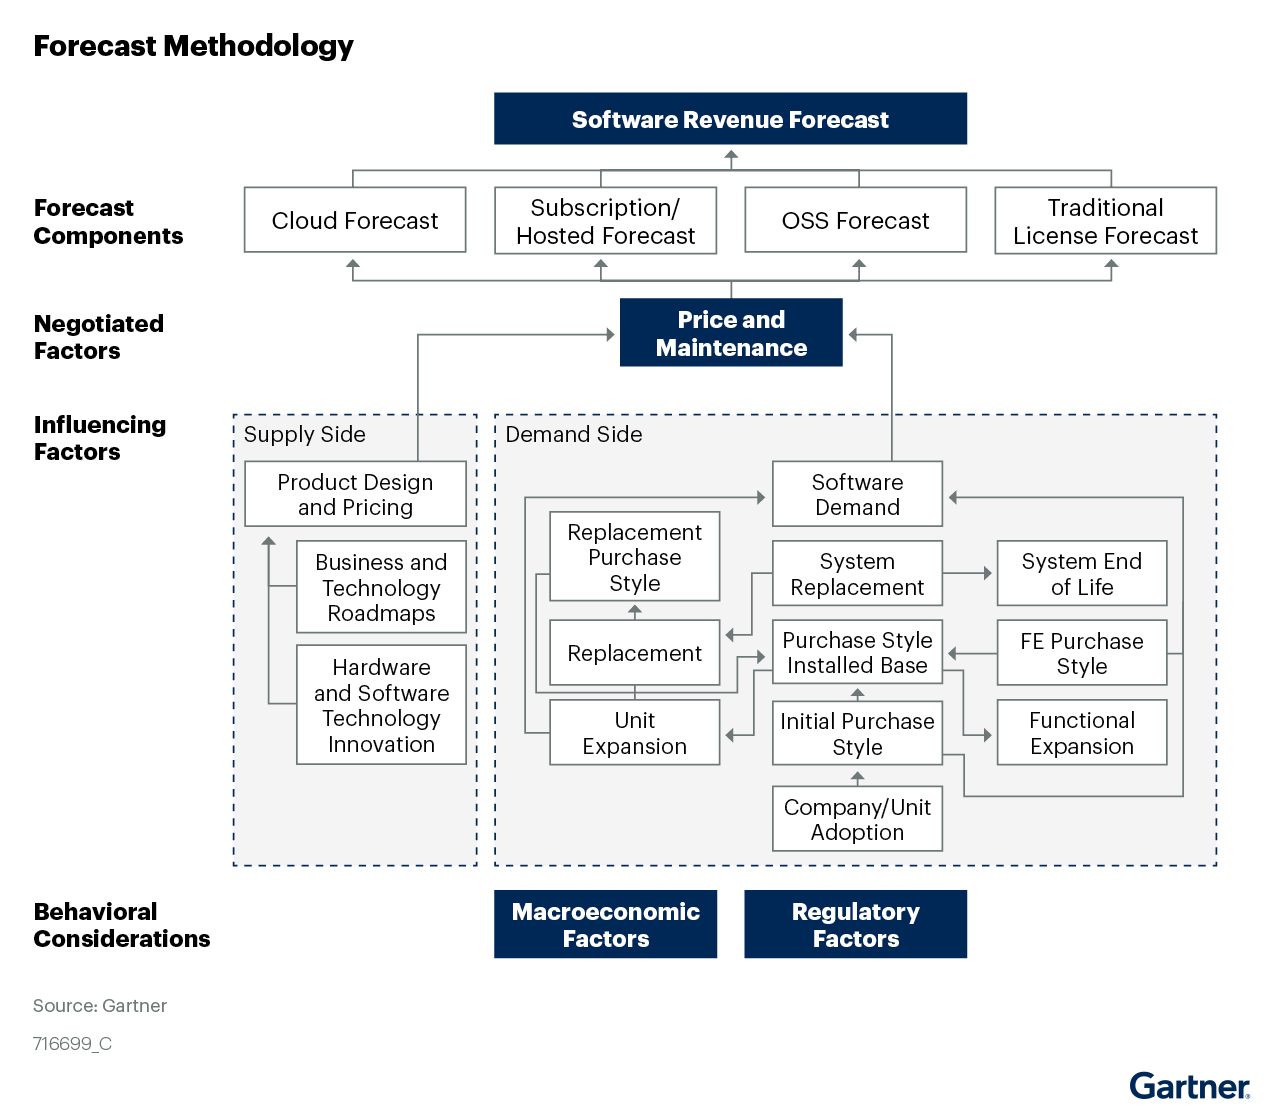 Forecast Methodology
Software Revenue Forecast
Forecast
Components
Cloud Forecast
Subscription/
Hosted Forecast
OSS Forecast
Traditional
License Forecast
Negotiated
Factors
Price and
Maintenance
Influencing
Factors
Supply Side
Product Design
and Pricing
Business and
Technology
Roadmaps
Hardware
and Software
Technology
Innovation
Demand Side
Software
Demand
Replacement
Purchase
Style
System
Replacement
System End
of Life
Replacement
Purchase Style
Installed Base
FE Purchase
Style
Unit
Expansion
Initial Purchase
Style
Functional
Expansion
Company/Unit
Adoption
Behavioral
Considerations
Macroeconomic
Factors
Regulatory
Factors
Source: Gartner
716699_C
Gartner